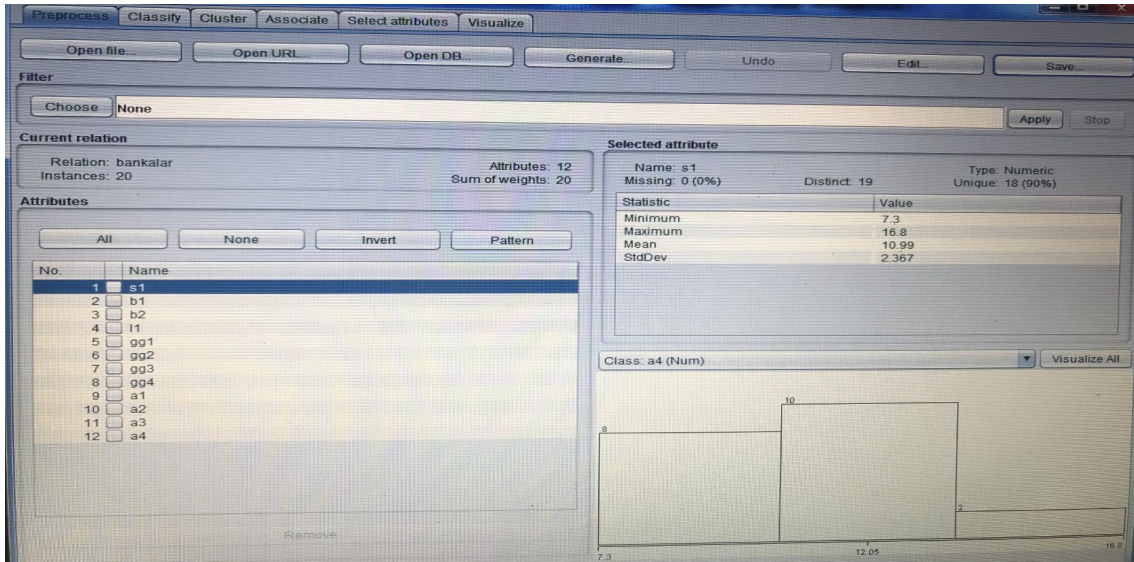 Preprocess Classify Cluster Associate Select attributes Visualize
Open file... Open URL... Open DB... Generate... Undo Edit... Save...
Filter
Choose None Apply Stop
Current relation
Relation: bankalar Attributes: 12
Instances: 20 Sum of weights: 20
Attributes
All None Invert Pattern
No. Name
1 s1
2 b1
3 b2
4 l1
5 gg1
6 gg2
7 gg3
8 gg4
9 a1
10 a2
11 a3
12 a4
Remove
Selected attribute
Name: s1 Type: Numeric
Missing: 0 (0%) Distinct: 19 Unique: 18 (90%)
Statistic Value
Minimum 7.3
Maximum 16.8
Mean 10.99
StdDev 2.367
Class: a4 (Num) Visualize All
8 10 2
7.3 12.05 16.8